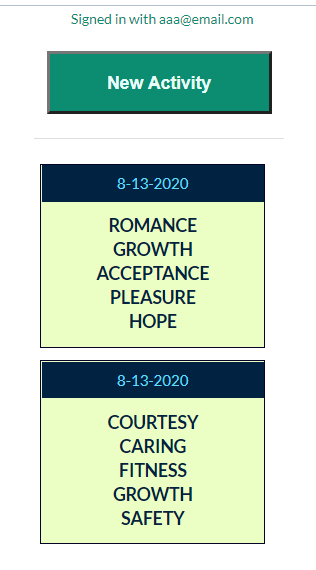 Signed in with aaa@email.com
New Activity
8-13-2020
ROMANCE
GROWTH
ACCEPTANCE
PLEASURE
HOPE
8-13-2020
COURTESY
CARING
FITNESS
GROWTH
SAFETY